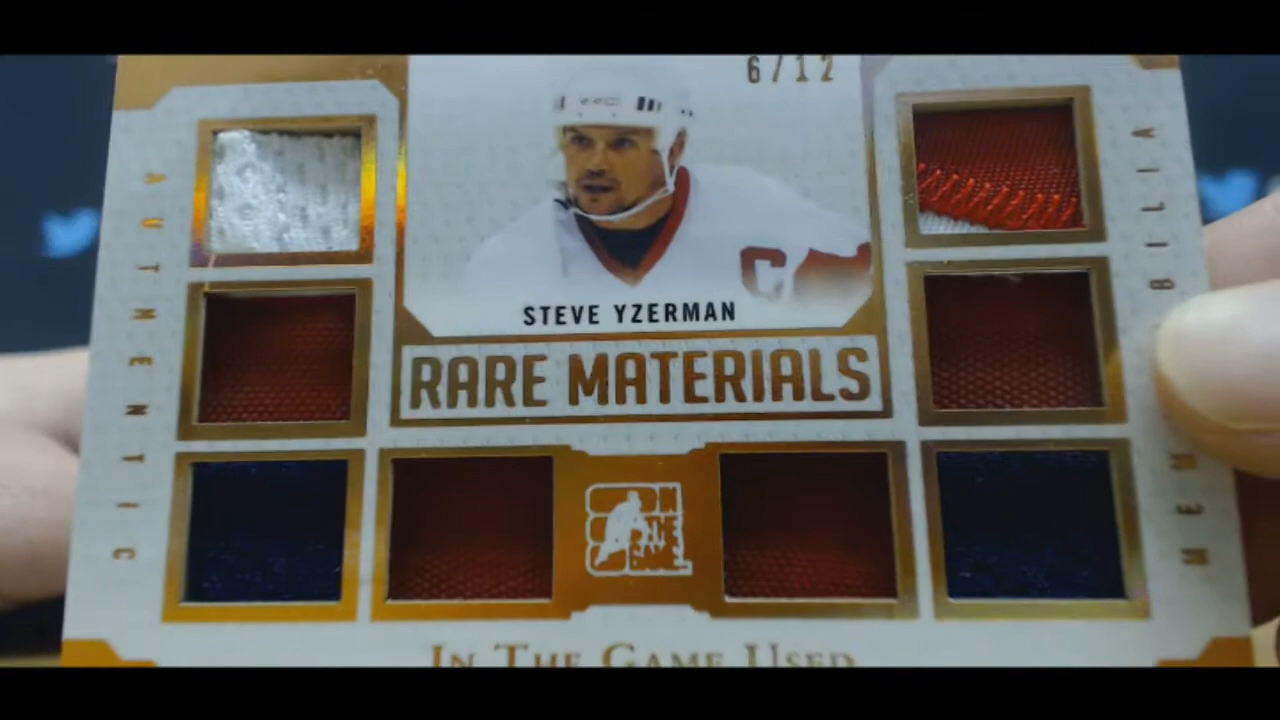 6/12
AUTHENTIC
MEMORABILIA
C
STEVE YZERMAN
RARE MATERIALS
IN THE GAME
IN THE GAME USED